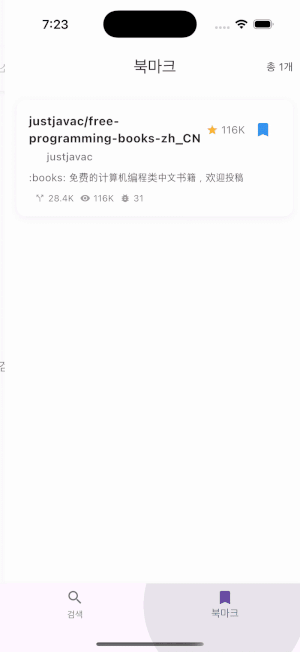 7:23
북마크
총 1개
justjavac/free-
programming-books-zh_CN
116K
justjavac
:books: 免费的计算机编程类中文书籍，欢迎投稿
28.4K 116K 31
검색
북마크